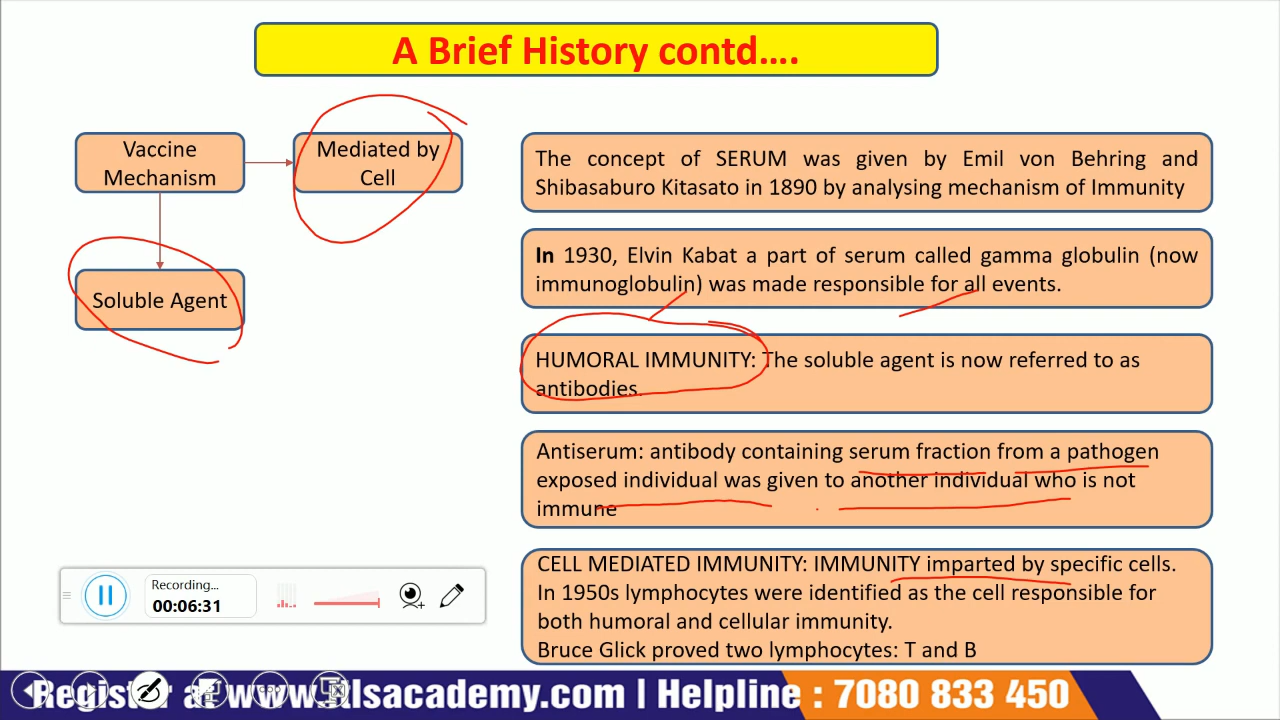 A Brief History contd....
Vaccine
Mechanism
Mediated by
Cell
Soluble Agent
The concept of SERUM was given by Emil von Behring and
Shibasaburo Kitasato in 1890 by analysing mechanism of Immunity
In 1930, Elvin Kabat a part of serum called gamma globulin (now
immunoglobulin) was made responsible for all events.
HUMORAL IMMUNITY: The soluble agent is now referred to as
antibodies.
Antiserum: antibody containing serum fraction from a pathogen
exposed individual was given to another individual who is not
immune
CELL MEDIATED IMMUNITY: IMMUNITY imparted by specific cells.
In 1950s lymphocytes were identified as the cell responsible for
both humoral and cellular immunity.
Bruce Glick proved two lymphocytes: T and B
Recording...
00:06:31
Register at | Helpline : 7080 833 450